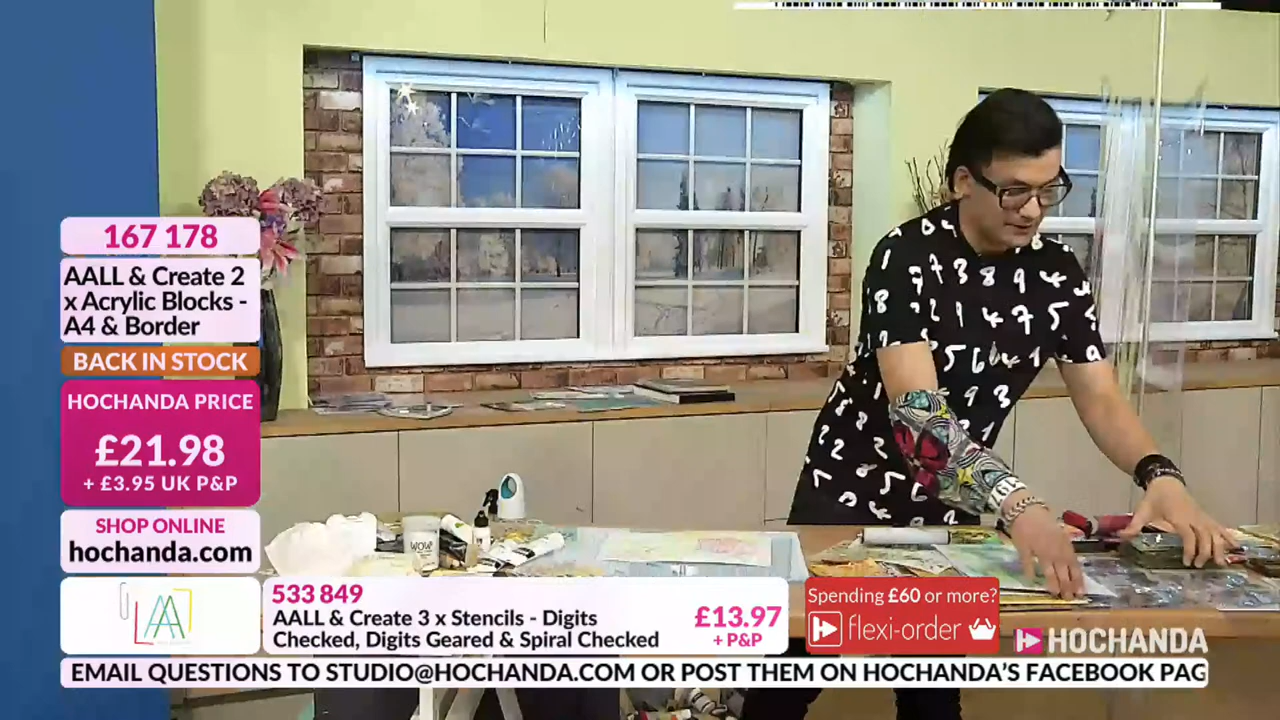 167 178
AALL & Create 2
x Acrylic Blocks -
A4 & Border
BACK IN STOCK
HOCHANDA PRICE
£21.98
+ £3.95 UK P&P
SHOP ONLINE
hochanda.com
533 849
AALL & Create 3 x Stencils - Digits
Checked, Digits Geared & Spiral Checked
£13.97
+ P&P
Spending £60 or more?
flexi-order
HOCHANDA
EMAIL QUESTIONS TO STUDIO@HOCHANDA.COM OR POST THEM ON HOCHANDA'S FACEBOOK PAG
WOW!